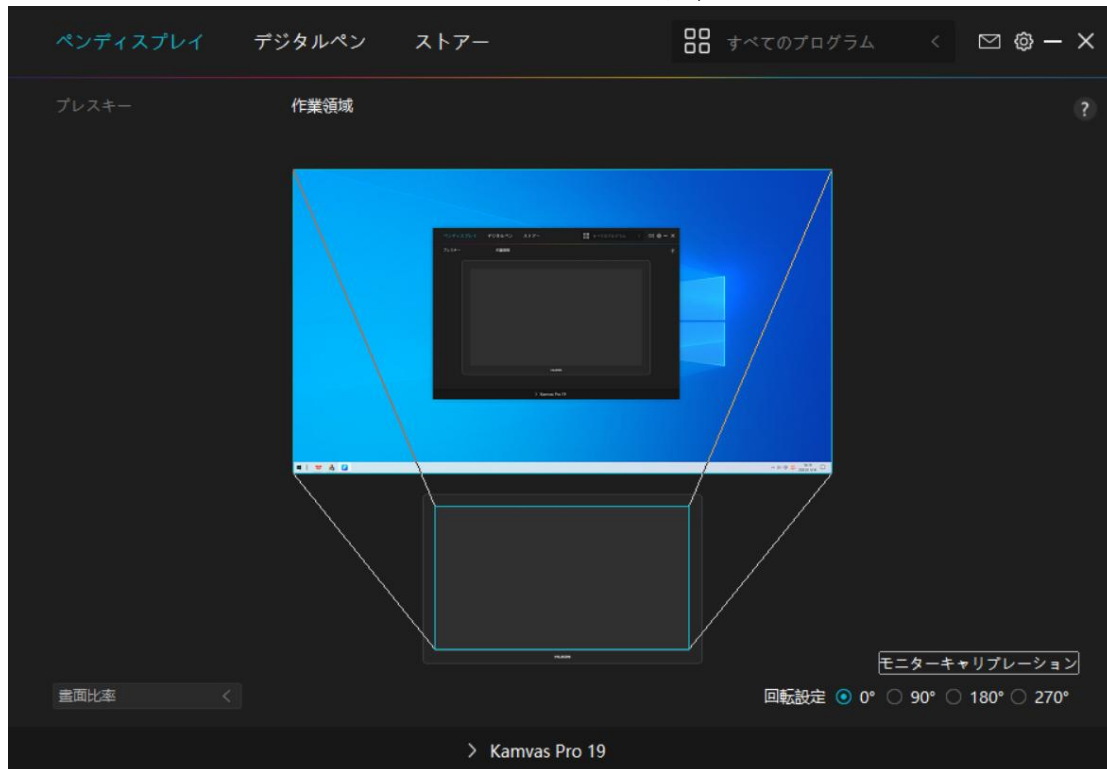 ペンディスプレイ デジタルペン ストアー すべてのプログラム
プレスキー 作業領域 ?
HUION
モニターキャリブレーション
畫面比率 回転設定 0° 90° 180° 270°
Kamvas Pro 19